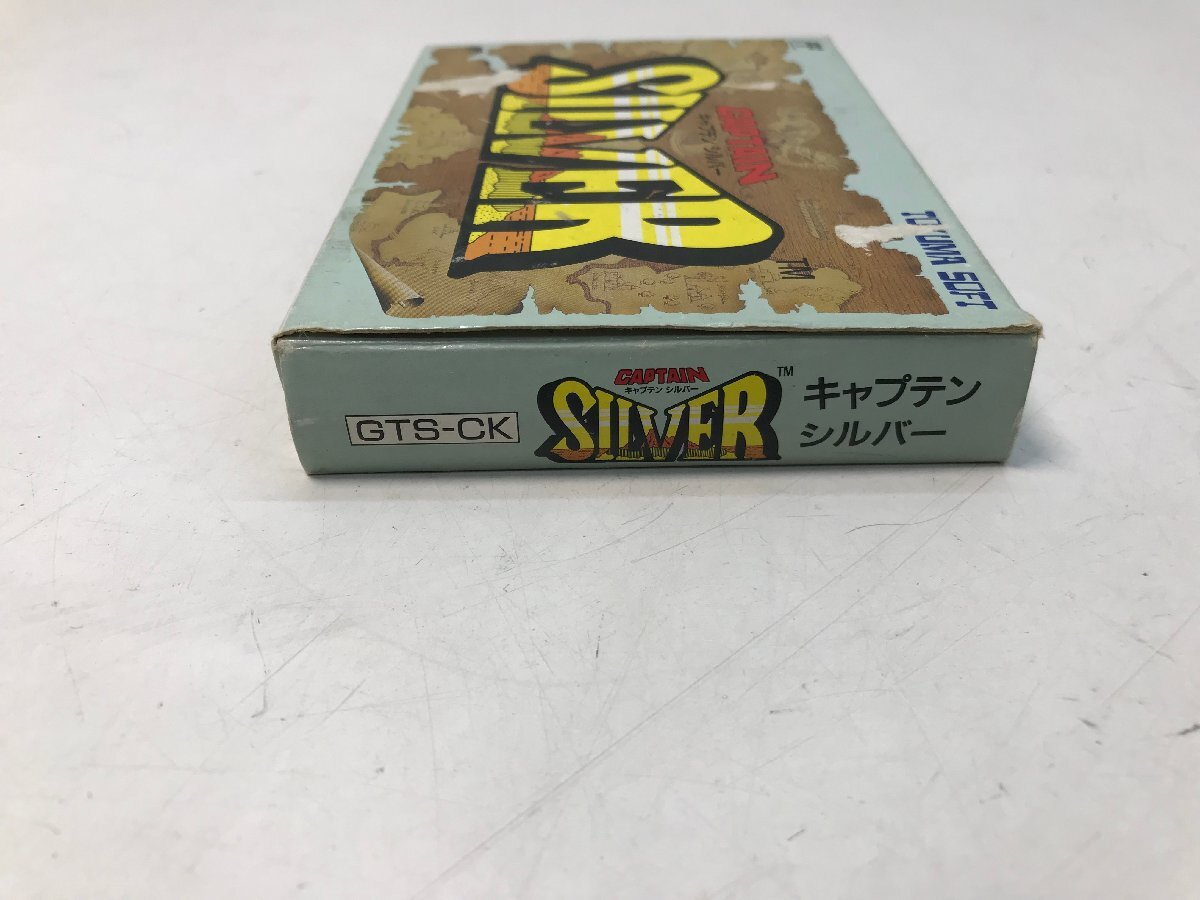 CAPTAIN
キャプテン シルバー
SILVER
TM
TOKUMA SOFT
GTS-CK
CAPTAIN
キャプテン シルバー
SILVER
TM
キャプテン
シルバー